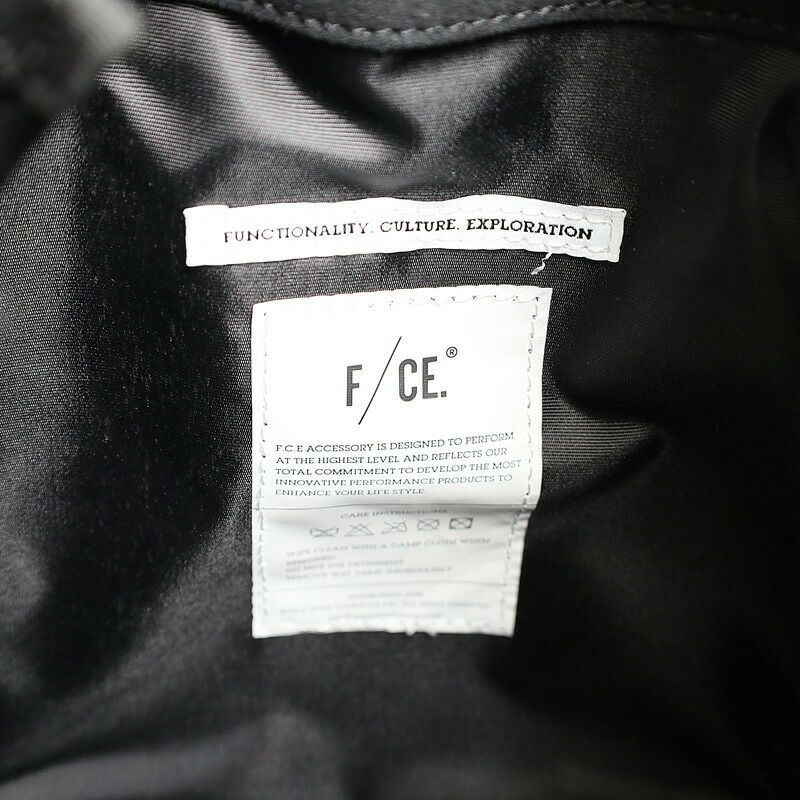 FUNCTIONALITY. CULTURE. EXPLORATION
F/CE.®
F.C.E ACCESSORY IS DESIGNED TO PERFORM
AT THE HIGHEST LEVEL AND REFLECTS OUR
TOTAL COMMITMENT TO DEVELOP THE MOST
INNOVATIVE PERFORMANCE PRODUCTS TO
ENHANCE YOUR LIFE STYLE.
CARE INSTRUCTIONS
WIPE CLEAN WITH A DAMP CLOTH WHEN
REQUIRED
DO NOT USE DETERGENT